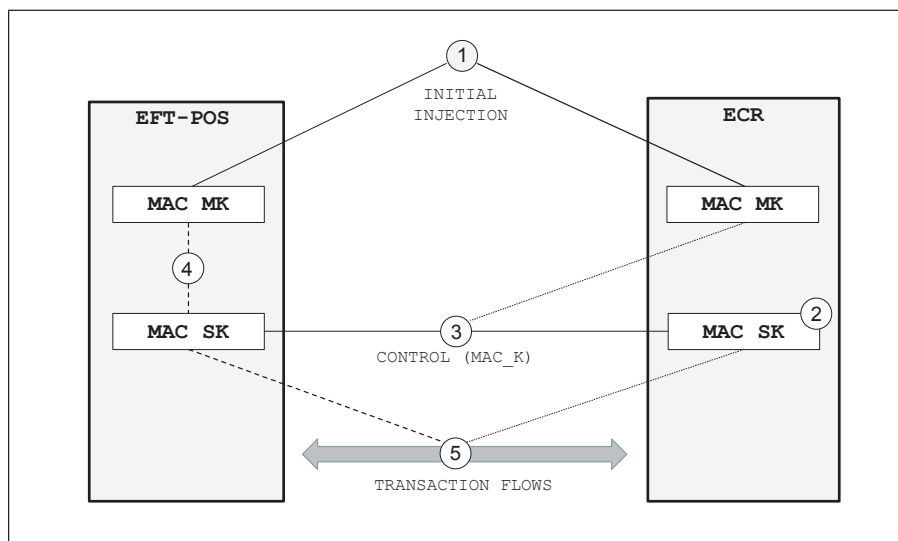 1
INITIAL
INJECTION
EFT-POS
ECR
MAC MK
MAC MK
4
2
MAC SK
3
MAC SK
CONTROL (MAC_K)
5
TRANSACTION FLOWS